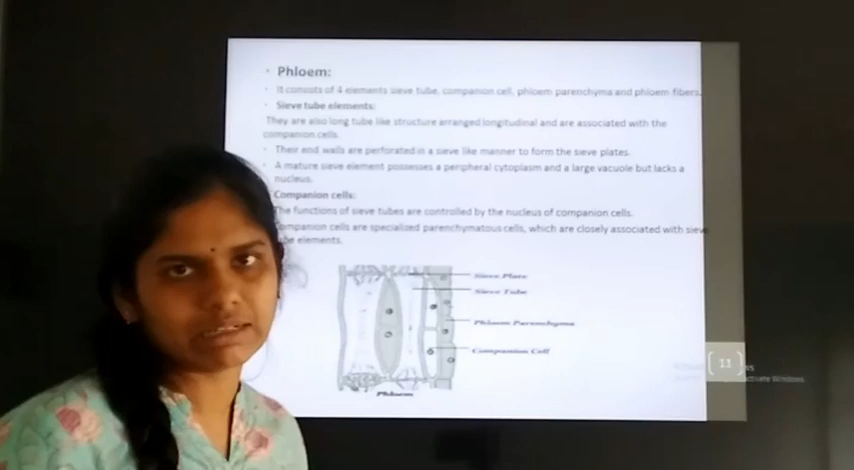 Phloem:
It consists of 4 elements sieve tube, companion cell, phloem parenchyma and phloem fibers.
Sieve tube elements:
They are also long tube like structure arranged longitudinal and are associated with the
companion cells.
Their end walls are perforated in a sieve like manner to form the sieve plates.
A mature sieve element possesses a peripheral cytoplasm and a large vacuole but lacks a
nucleus.
Companion cells:
The functions of sieve tubes are controlled by the nucleus of companion cells.
Companion cells are specialized parenchymatous cells, which are closely associated with sieve
tube elements.
Sieve Plate
Sieve Tube
Phloem Parenchyma
Companion Cell
Phloem
13
activate Windows